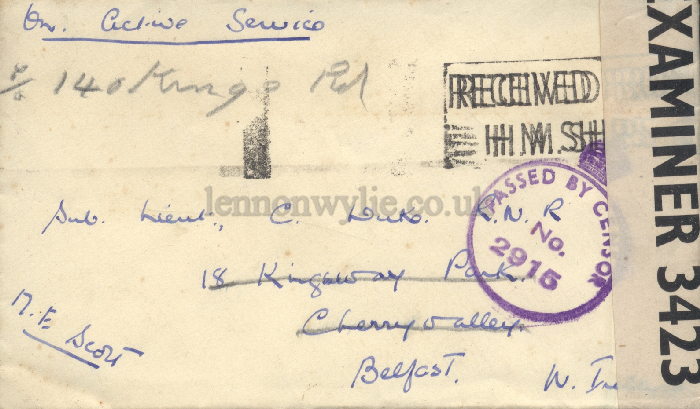 On. Active Service
140 Kings Rd
RECEIVED
H.M.S
PASSED BY CENSOR
No.
2915
EXAMINER 3423
lennonwylie.co.uk
Sub. Lieut., C. R.N.R
18 Kingsway Park.
Cherryvalley.
Belfast. N.
M. E Scott